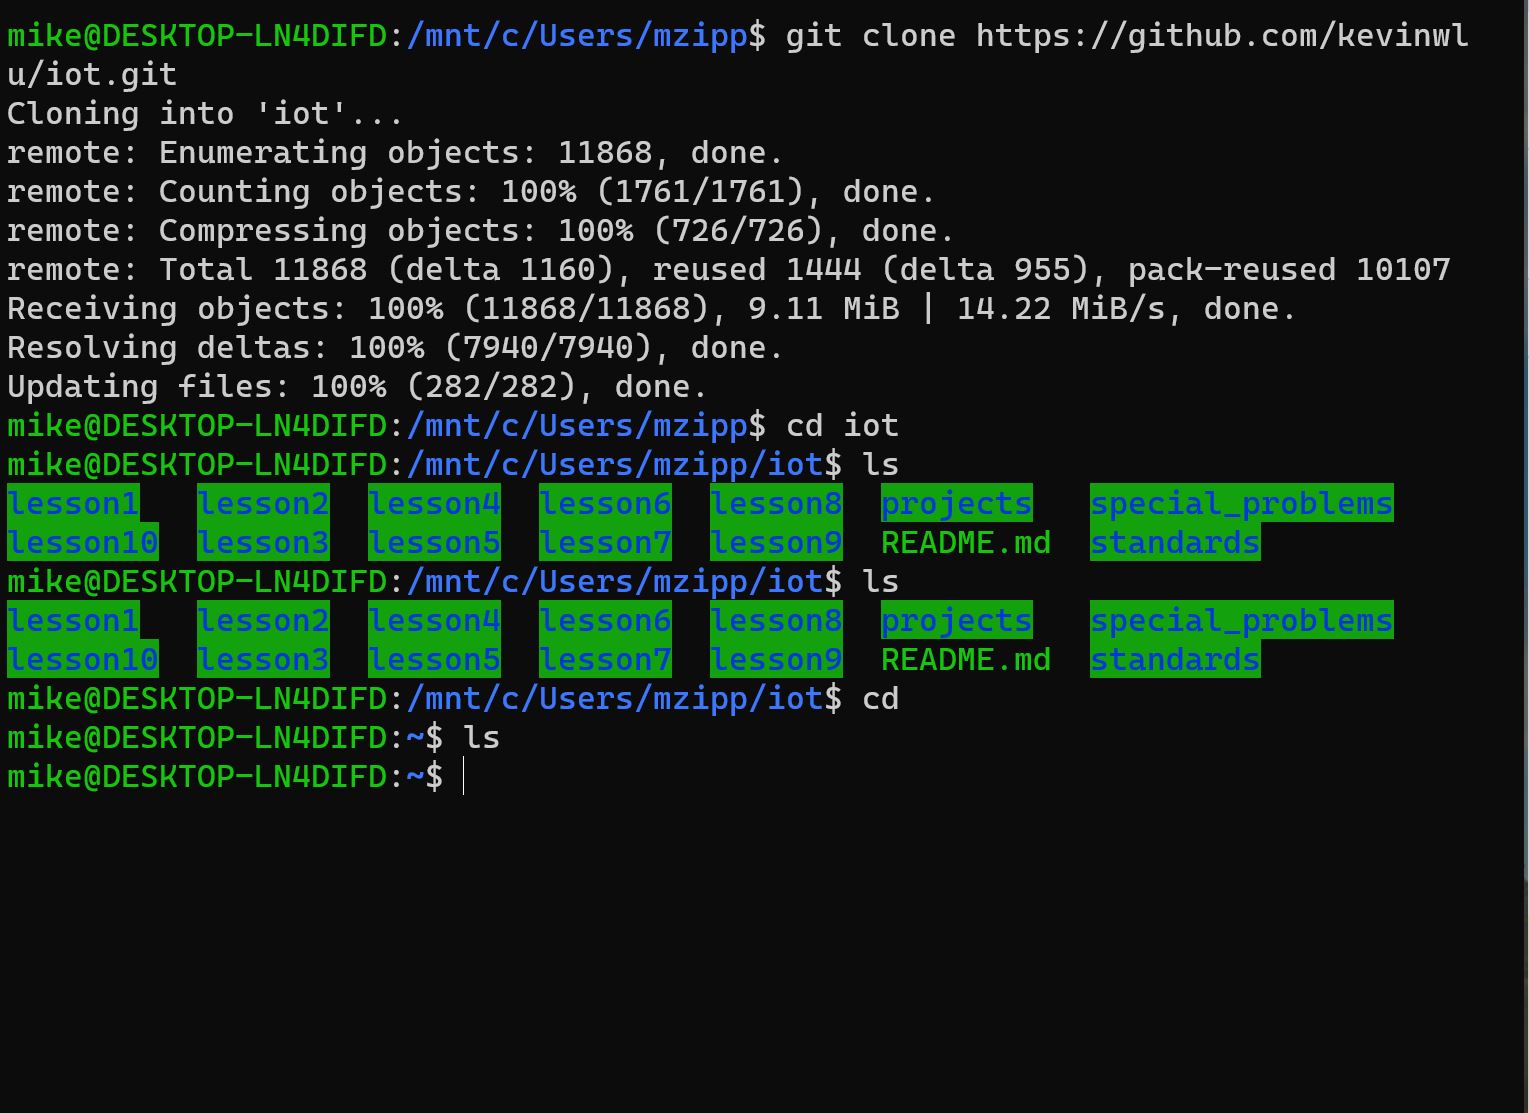 mike@DESKTOP-LN4DIFD:/mnt/c/Users/mzipp$ git clone https://github.com/kevinwl
u/iot.git
Cloning into 'iot'...
remote: Enumerating objects: 11868, done.
remote: Counting objects: 100% (1761/1761), done.
remote: Compressing objects: 100% (726/726), done.
remote: Total 11868 (delta 1160), reused 1444 (delta 955), pack-reused 10107
Receiving objects: 100% (11868/11868), 9.11 MiB | 14.22 MiB/s, done.
Resolving deltas: 100% (7940/7940), done.
Updating files: 100% (282/282), done.
mike@DESKTOP-LN4DIFD:/mnt/c/Users/mzipp$ cd iot
mike@DESKTOP-LN4DIFD:/mnt/c/Users/mzipp/iot$ ls
lesson1   lesson2  lesson4  lesson6  lesson8  projects   special_problems
lesson10  lesson3  lesson5  lesson7  lesson9  README.md  standards
mike@DESKTOP-LN4DIFD:/mnt/c/Users/mzipp/iot$ ls
lesson1   lesson2  lesson4  lesson6  lesson8  projects   special_problems
lesson10  lesson3  lesson5  lesson7  lesson9  README.md  standards
mike@DESKTOP-LN4DIFD:/mnt/c/Users/mzipp/iot$ cd
mike@DESKTOP-LN4DIFD:~$ ls
mike@DESKTOP-LN4DIFD:~$